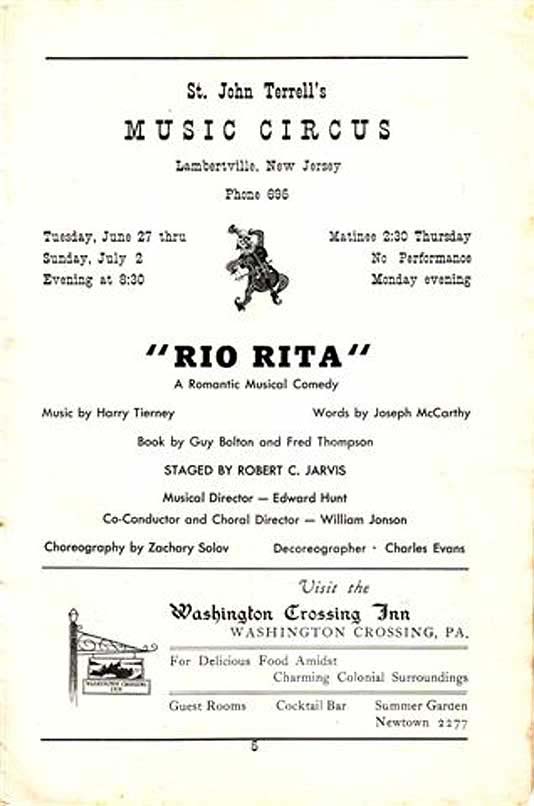 St. John Terrell's
MUSIC CIRCUS
Lambertville, New Jersey
Phone 695
Tuesday, June 27 thru
Sunday, July 2
Evening at 8:30
Matinee 2:30 Thursday
No Performance
Monday evening
"RIO RITA"
A Romantic Musical Comedy
Music by Harry Tierney Words by Joseph McCarthy
Book by Guy Bolton and Fred Thompson
STAGED BY ROBERT C. JARVIS
Musical Director — Edward Hunt
Co-Conductor and Choral Director — William Jonson
Choreography by Zachary Solov Decoreographer · Charles Evans
Visit the
Washington Crossing Inn
WASHINGTON CROSSING, PA.
WASHINGTON CROSSING
INN
For Delicious Food Amidst
Charming Colonial Surroundings
Guest Rooms Cocktail Bar Summer Garden
Newtown 2277
5